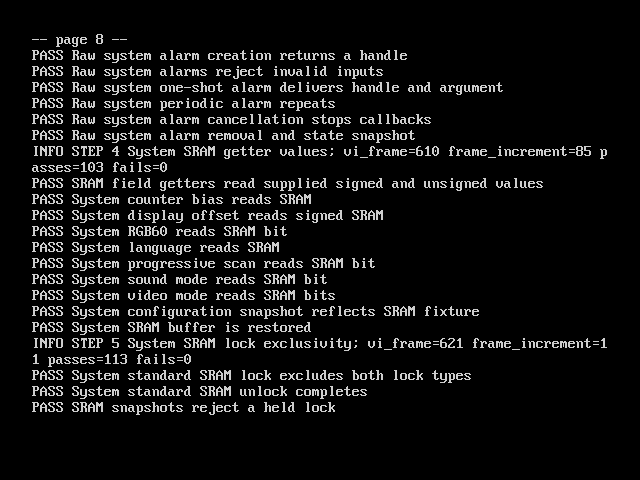 -- page 8 --
PASS Raw system alarm creation returns a handle
PASS Raw system alarms reject invalid inputs
PASS Raw system one-shot alarm delivers handle and argument
PASS Raw system periodic alarm repeats
PASS Raw system alarm cancellation stops callbacks
PASS Raw system alarm removal and state snapshot
INFO STEP 4 System SRAM getter values; vi_frame=610 frame_increment=85 p
asses=103 fails=0
PASS SRAM field getters read supplied signed and unsigned values
PASS System counter bias reads SRAM
PASS System display offset reads signed SRAM
PASS System RGB60 reads SRAM bit
PASS System language reads SRAM
PASS System progressive scan reads SRAM bit
PASS System sound mode reads SRAM bit
PASS System video mode reads SRAM bits
PASS System configuration snapshot reflects SRAM fixture
PASS System SRAM buffer is restored
INFO STEP 5 System SRAM lock exclusivity; vi_frame=621 frame_increment=1
1 passes=113 fails=0
PASS System standard SRAM lock excludes both lock types
PASS System standard SRAM unlock completes
PASS SRAM snapshots reject a held lock